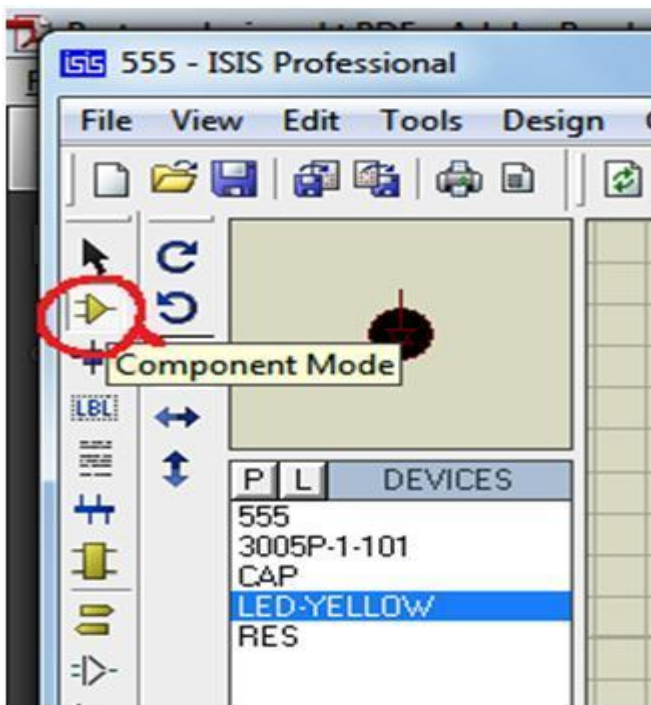 isis 555 - ISIS Professional
File View Edit Tools Design
Component Mode
LBL
P L DEVICES
555
3005P-1-101
CAP
LED-YELLOW
RES